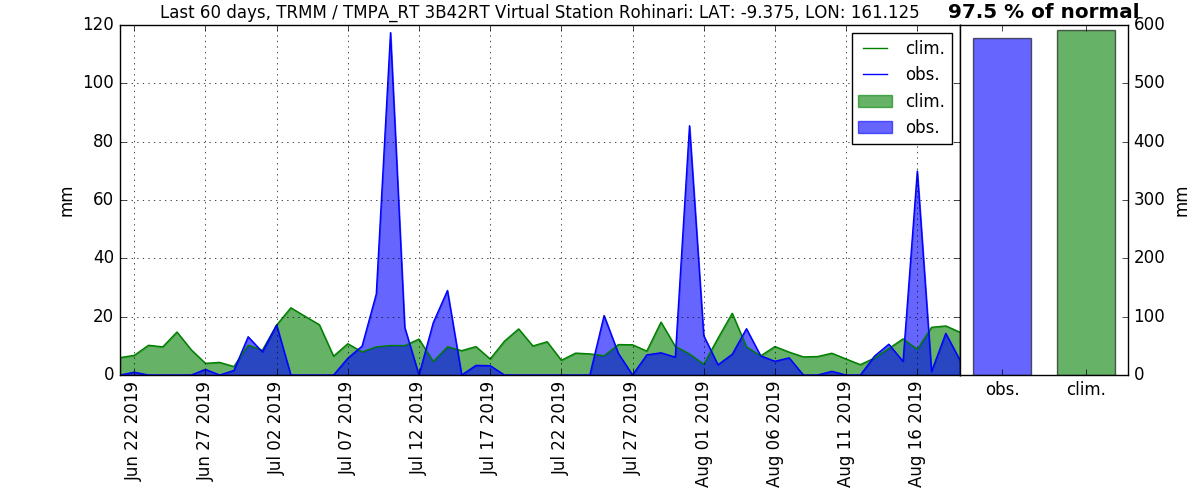 Last 60 days, TRMM / TMPA_RT 3B42RT Virtual Station Rohinari: LAT: -9.375, LON: 161.125
97.5 % of normal
120
100
80
60
40
20
0
mm
clim.
obs.
clim.
obs.
600
500
400
300
200
100
0
mm
Jun 22 2019
Jun 27 2019
Jul 02 2019
Jul 07 2019
Jul 12 2019
Jul 17 2019
Jul 22 2019
Jul 27 2019
Aug 01 2019
Aug 06 2019
Aug 11 2019
Aug 16 2019
obs.
clim.